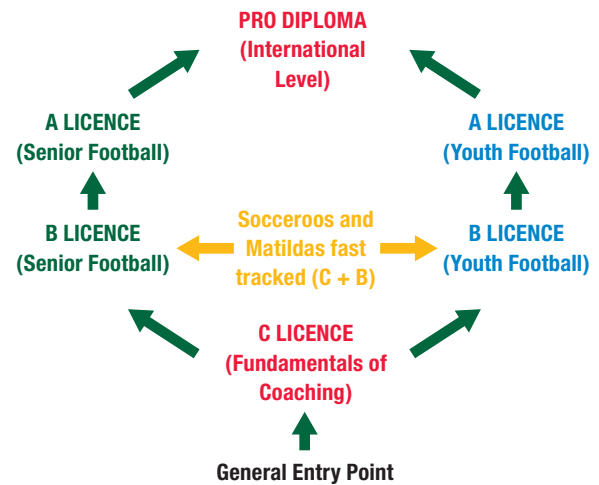 PRO DIPLOMA
(International
Level)
A LICENCE
(Senior Football)
A LICENCE
(Youth Football)
B LICENCE
(Senior Football)
Socceroos and
Matildas fast
tracked (C + B)
B LICENCE
(Youth Football)
C LICENCE
(Fundamentals of
Coaching)
General Entry Point